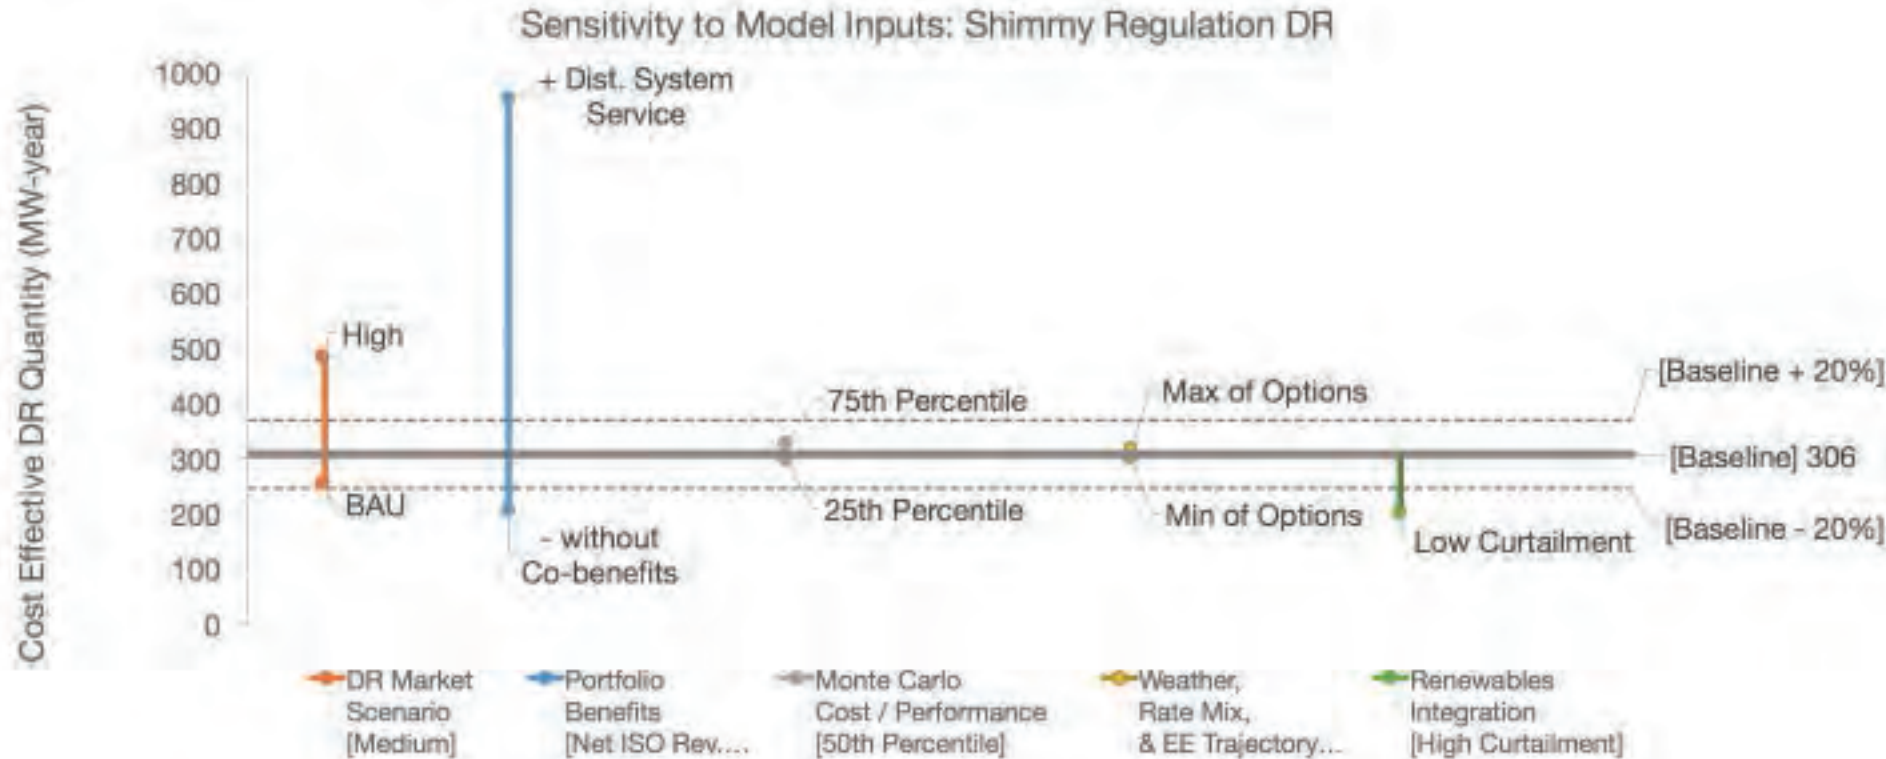 Sensitivity to Model Inputs: Shimmy Regulation DR
Cost Effective DR Quantity (MW-year)
1000
900
800
700
600
500
400
300
200
100
0
+ Dist. System
Service
High
BAU
- without
Co-benefits
75th Percentile
25th Percentile
Max of Options
Min of Options
Low Curtailment
[Baseline + 20%]
[Baseline] 306
[Baseline - 20%]
DR Market
Scenario
[Medium]
Portfolio
Benefits
[Net ISO Rev....
Monte Carlo
Cost / Performance
[50th Percentile]
Weather,
Rate Mix,
& EE Trajectory...
Renewables
Integration
[High Curtailment]